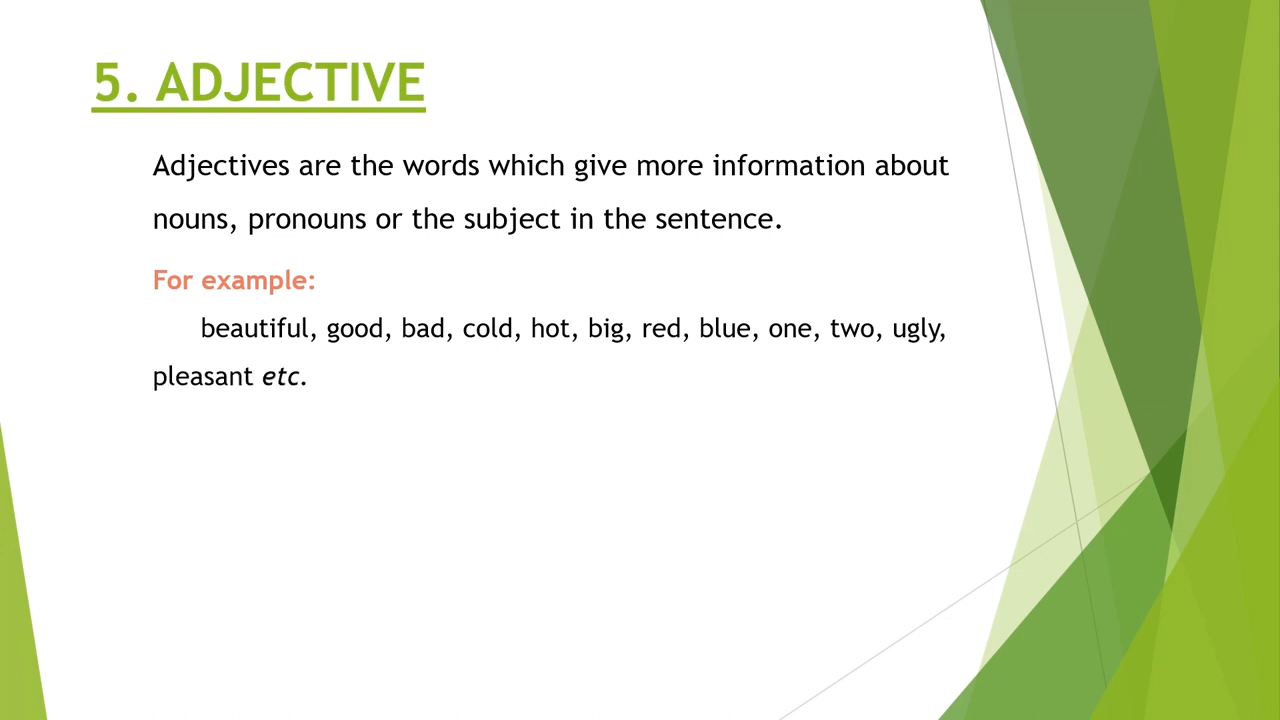 5. ADJECTIVE
Adjectives are the words which give more information about
nouns, pronouns or the subject in the sentence.
For example:
beautiful, good, bad, cold, hot, big, red, blue, one, two, ugly,
pleasant etc.